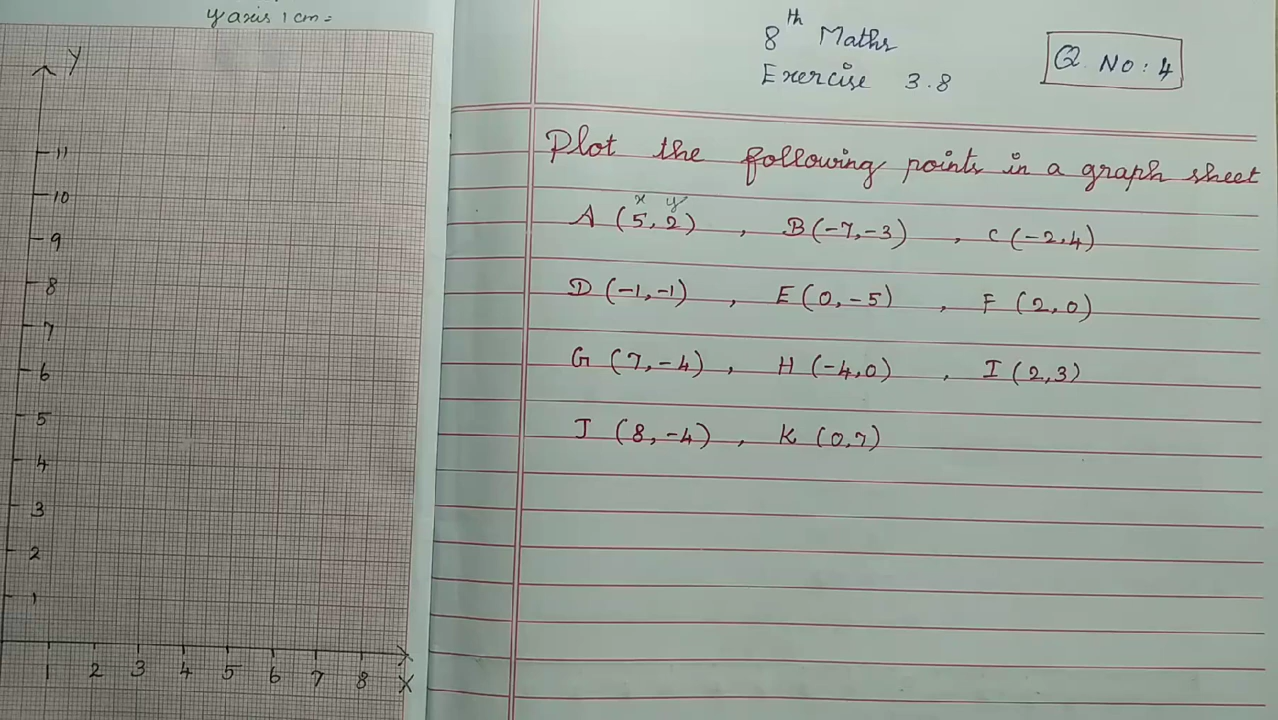 y axis 1 cm =
Y
11
10
9
8
7
6
5
4
3
2
1
1 2 3 4 5 6 7 8 X
8th Maths
Exercise 3.8
Q. No: 4
Plot the following points in a graph sheet
x y
A (5, 2), B(-7,-3), C(-2,4)
D (-1,-1), E(0,-5), F (2,0)
G (7,-4), H (-4,0), I (2,3)
J (8,-4), K (0,7)